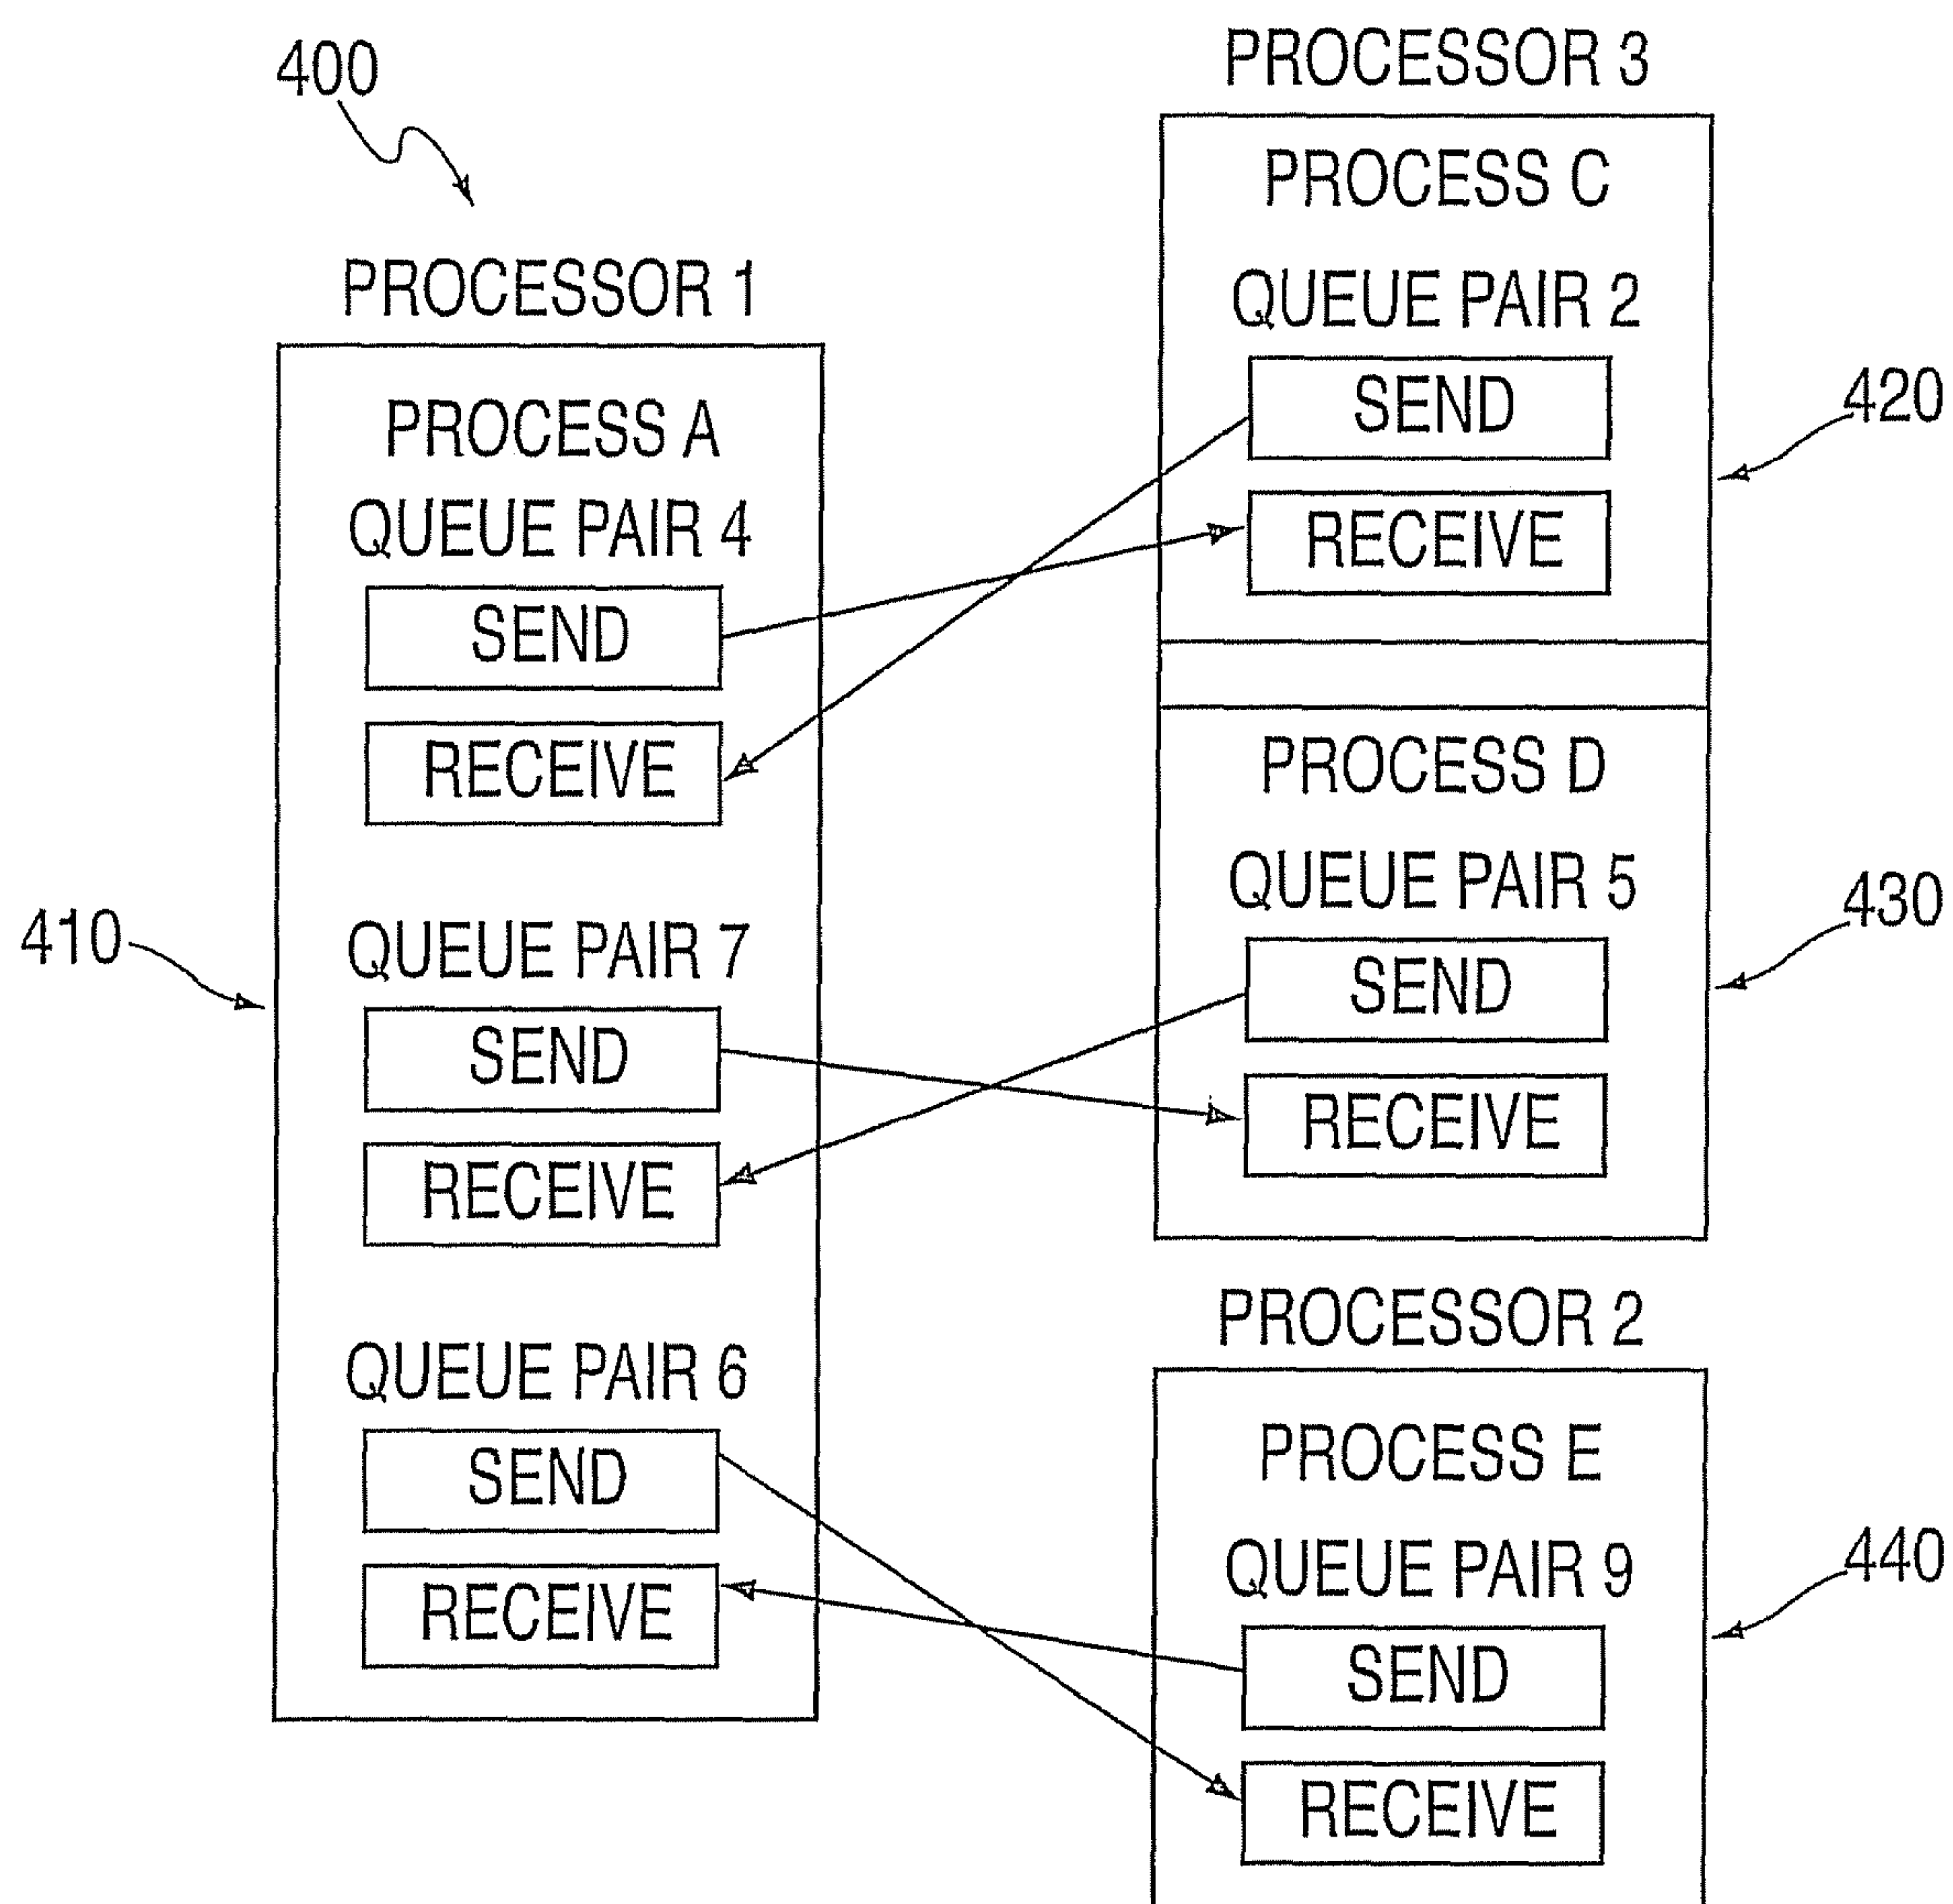 400
PROCESSOR 1
PROCESS A
QUEUE PAIR 4
SEND
RECEIVE
410
QUEUE PAIR 7
SEND
RECEIVE
QUEUE PAIR 6
SEND
RECEIVE
PROCESSOR 3
PROCESS C
QUEUE PAIR 2
SEND
420
RECEIVE
PROCESS D
QUEUE PAIR 5
430
SEND
RECEIVE
PROCESSOR 2
PROCESS E
QUEUE PAIR 9
440
SEND
RECEIVE